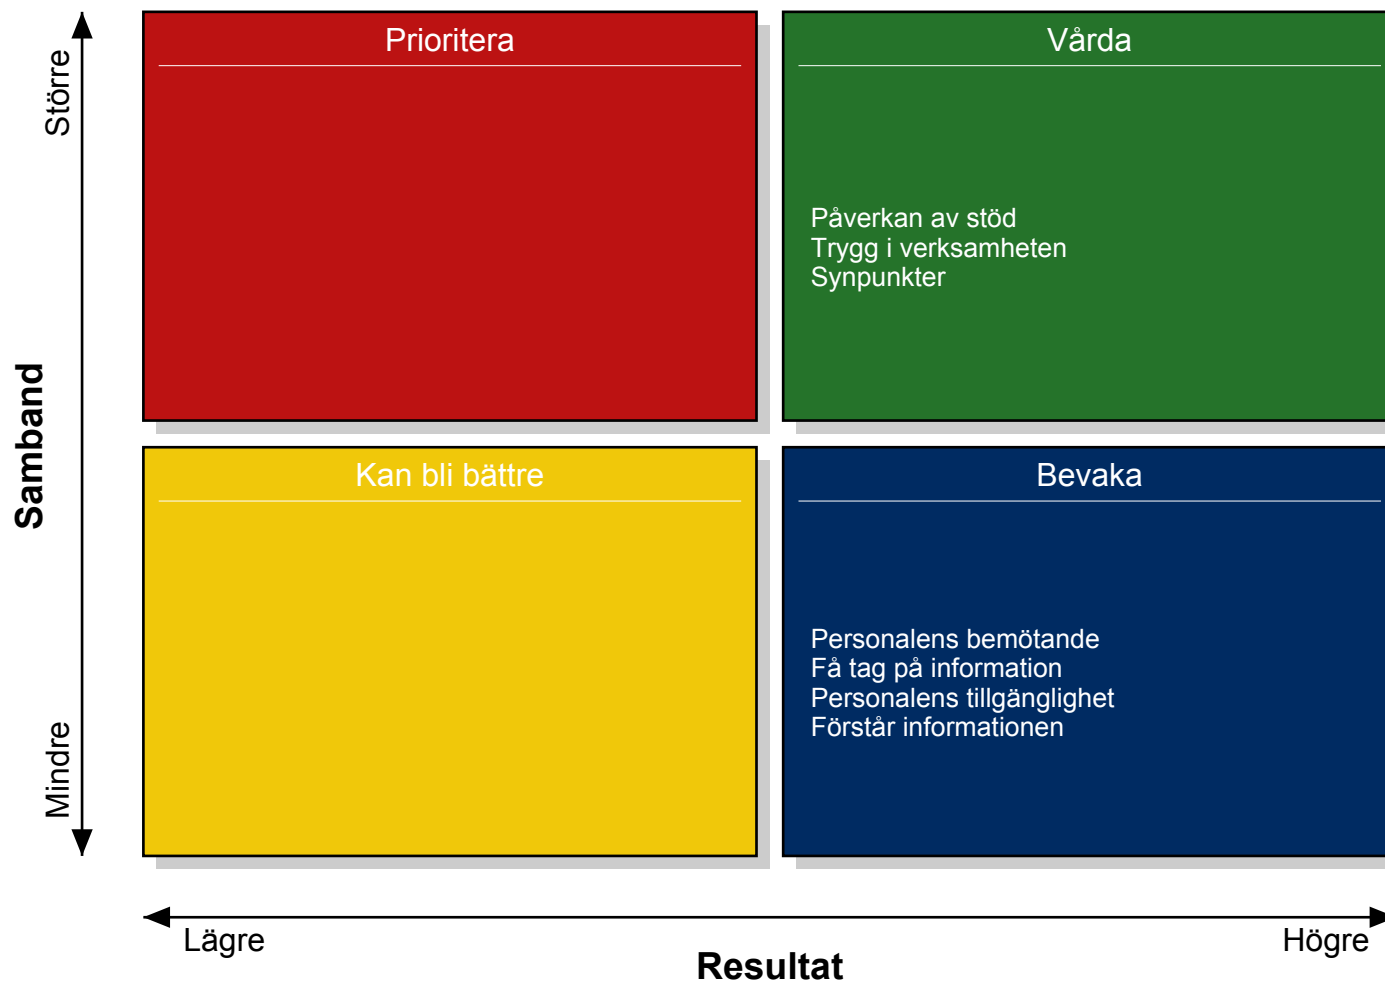 Prioritera
Vårda
Större
Påverkan av stöd
Trygg i verksamheten
Synpunkter
Samband
Kan bli bättre
Bevaka
Personalens bemötande
Få tag på information
Personalens tillgänglighet
Förstår informationen
Mindre
Lägre
Högre
Resultat